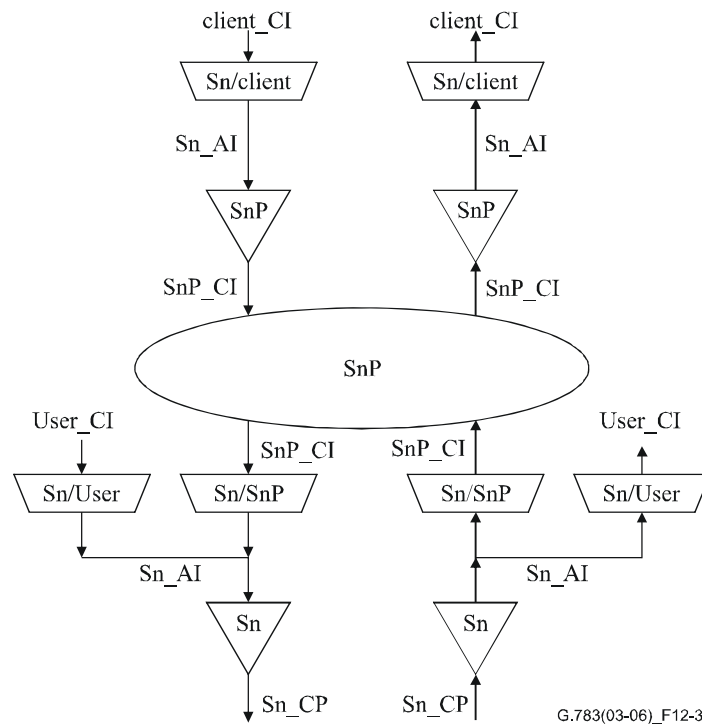 client_CI client_CI
Sn/client Sn/client
Sn_AI Sn_AI
SnP SnP
SnP_CI SnP_CI
SnP
User_CI User_CI
SnP_CI SnP_CI
Sn/User Sn/SnP Sn/SnP Sn/User
Sn_AI Sn_AI
Sn Sn
Sn_CP Sn_CP
G.783(03-06)_F12-3